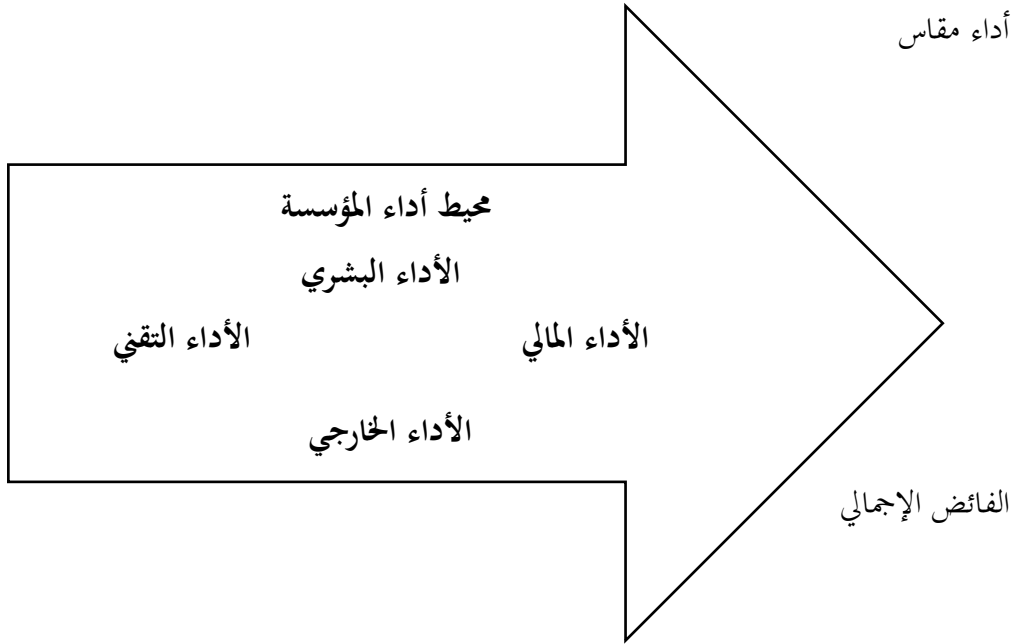 أداء مقاس
محيط أداء المؤسسة
الأداء البشري
الأداء المالي
الأداء التقني
الأداء الخارجي
الفائض الإجمالي